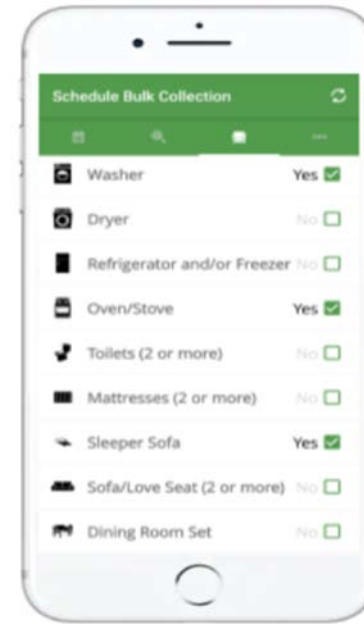 Schedule Bulk Collection
Washer Yes
Dryer No
Refrigerator and/or Freezer No
Oven/Stove Yes
Toilets (2 or more) No
Mattresses (2 or more) No
Sleeper Sofa Yes
Sofa/Love Seat (2 or more) No
Dining Room Set No